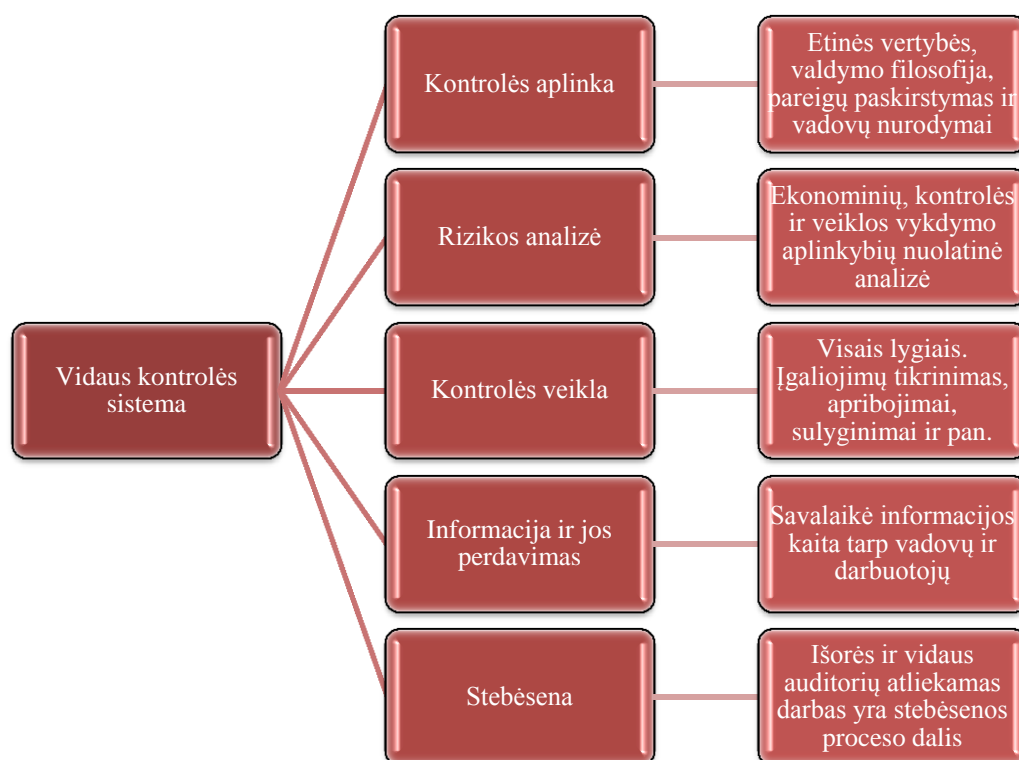 Kontrolės aplinka
Etinės vertybės,
valdymo filosofija,
pareigų paskirstymas ir
vadovų nurodymai
Rizikos analizė
Ekonominių, kontrolės
ir veiklos vykdymo
aplinkybių nuolatinė
analizė
Vidaus kontrolės
sistema
Kontrolės veikla
Visais lygiais.
Įgaliojimų tikrinimas,
apribojimai,
sulyginimai ir pan.
Informacija ir jos
perdavimas
Savalaikė informacijos
kaita tarp vadovų ir
darbuotojų
Stebėsena
Išorės ir vidaus
auditorių atliekamas
darbas yra stebėsenos
proceso dalis